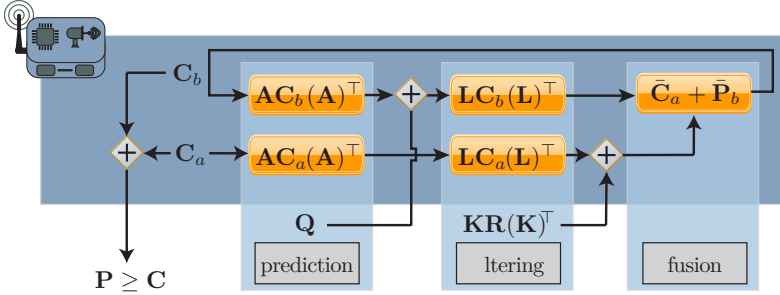 C_b
AC_b(A)^⊤
+
LC_b(L)^⊤
C̄_a + P̄_b
+
C_a
AC_a(A)^⊤
LC_a(L)^⊤
+
Q
KR(K)^⊤
P ≥ C
prediction
ltering
fusion